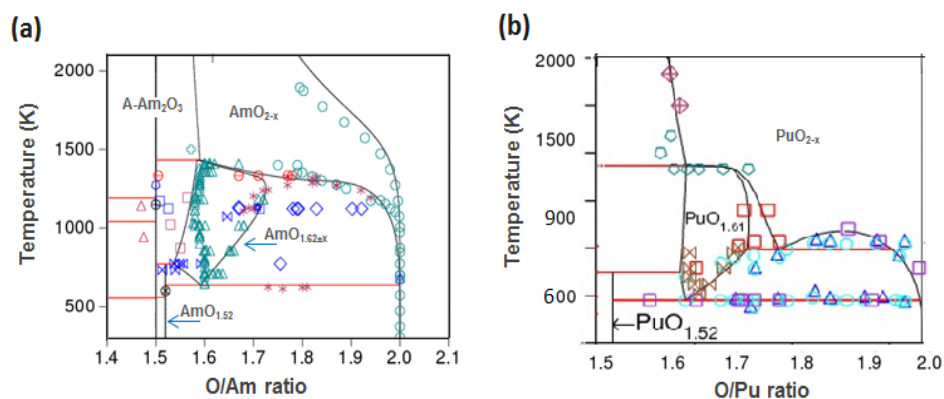 (a)
2000
1500
1000
500
Temperature (K)
A-Am2O3
AmO2-x
AmO1.62±x
AmO1.52
1.4 1.5 1.6 1.7 1.8 1.9 2.0 2.1
O/Am ratio
(b)
2000
1500
900
600
Temperature (K)
PuO2-x
PuO1.61
PuO1.52
1.5 1.6 1.7 1.8 1.9 2.0
O/Pu ratio